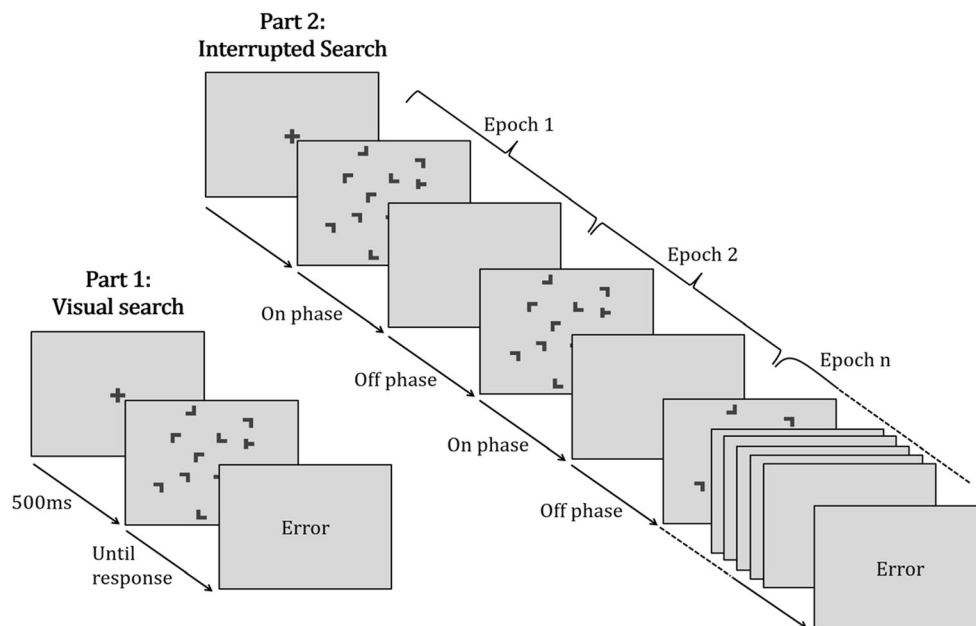 Part 2:
Interrupted Search
Epoch 1
Epoch 2
Epoch n
On phase
Off phase
On phase
Off phase
Error
Part 1:
Visual search
500ms
Until
response
Error